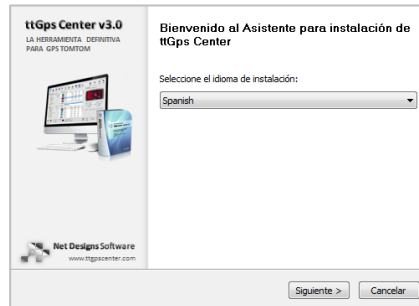 ttGps Center v3.0
LA HERRAMIENTA DEFINITIVA
PARA GPS TOMTOM
Bienvenido al Asistente para instalación de
ttGps Center
Seleccione el idioma de instalación:
Spanish
Net Designs Software
www.ttgpscenter.com
Siguiente >
Cancelar